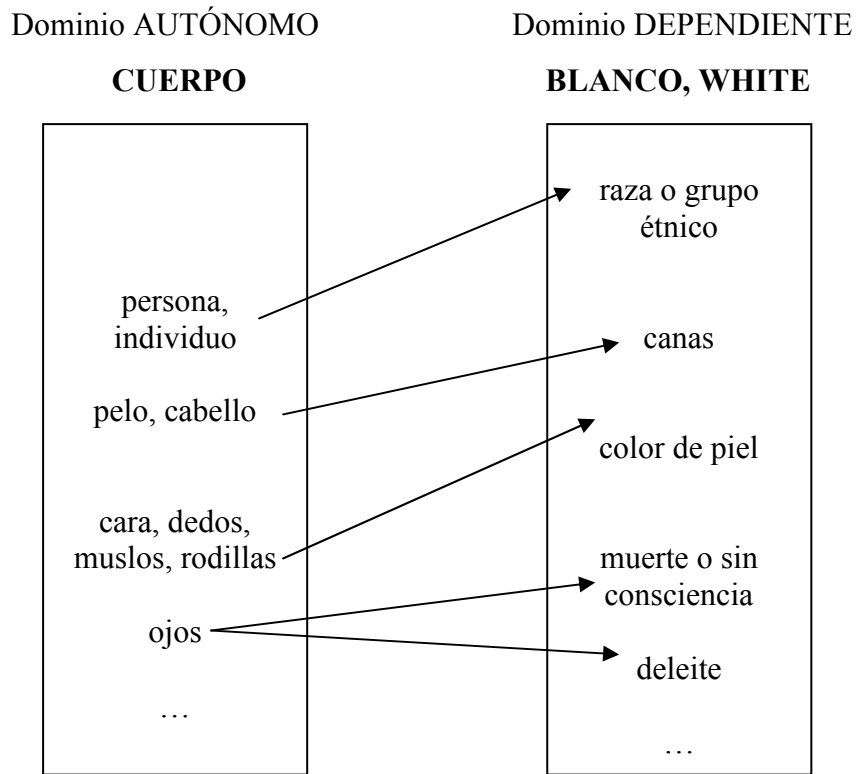 Dominio AUTÓNOMO
CUERPO
persona,
individuo
pelo, cabello
cara, dedos,
muslos, rodillas
ojos
…
Dominio DEPENDIENTE
BLANCO, WHITE
raza o grupo
étnico
canas
color de piel
muerte o sin
consciencia
deleite
…